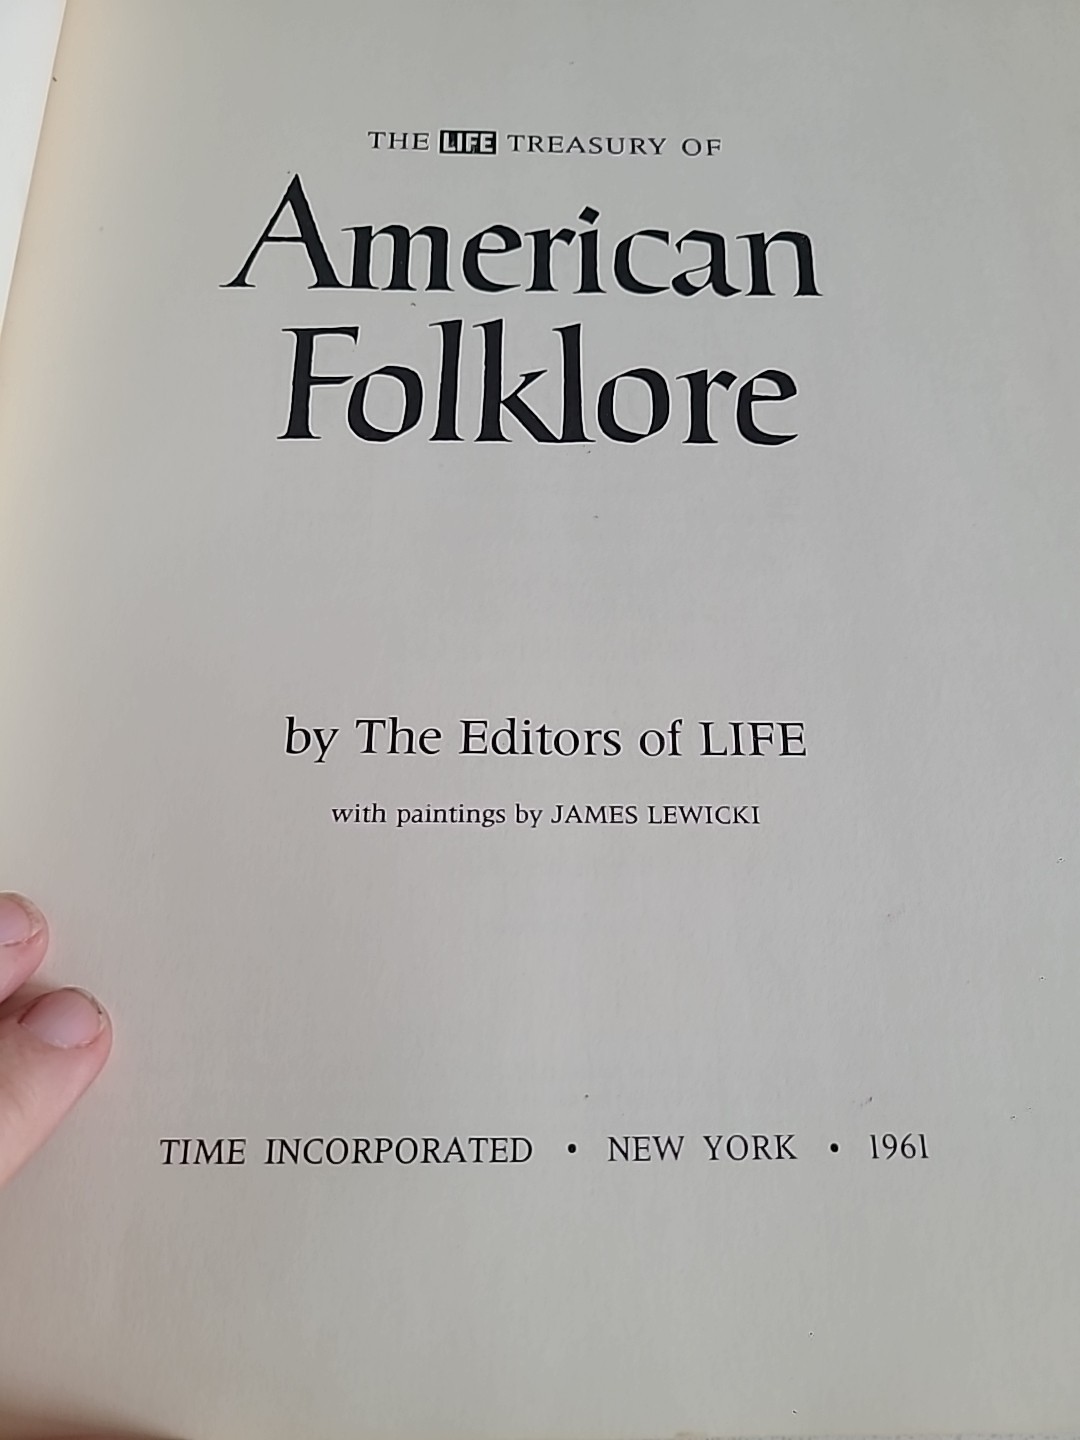 THE LIFE TREASURY OF
American
Folklore
by The Editors of LIFE
with paintings by JAMES LEWICKI
TIME INCORPORATED • NEW YORK • 1961